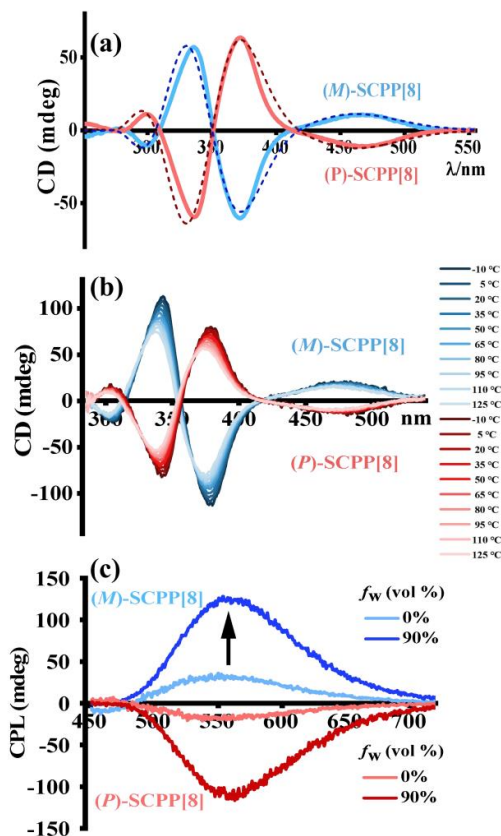 (a)
50
0
-50
CD (mdeg)
(M)-SCPP[8]
(P)-SCPP[8]
300
350
400
450
500
550
λ/nm
(b)
100
50
0
-50
-100
CD (mdeg)
(M)-SCPP[8]
(P)-SCPP[8]
300
350
400
450
500
nm
-10 °C
5 °C
20 °C
35 °C
50 °C
65 °C
80 °C
95 °C
110 °C
125 °C
-10 °C
5 °C
20 °C
35 °C
50 °C
65 °C
80 °C
95 °C
110 °C
125 °C
(c)
150
100
50
0
-50
-100
-150
CPL (mdeg)
(M)-SCPP[8]
fw (vol %)
0%
90%
450
500
550
600
650
700
fw (vol %)
0%
90%
(P)-SCPP[8]